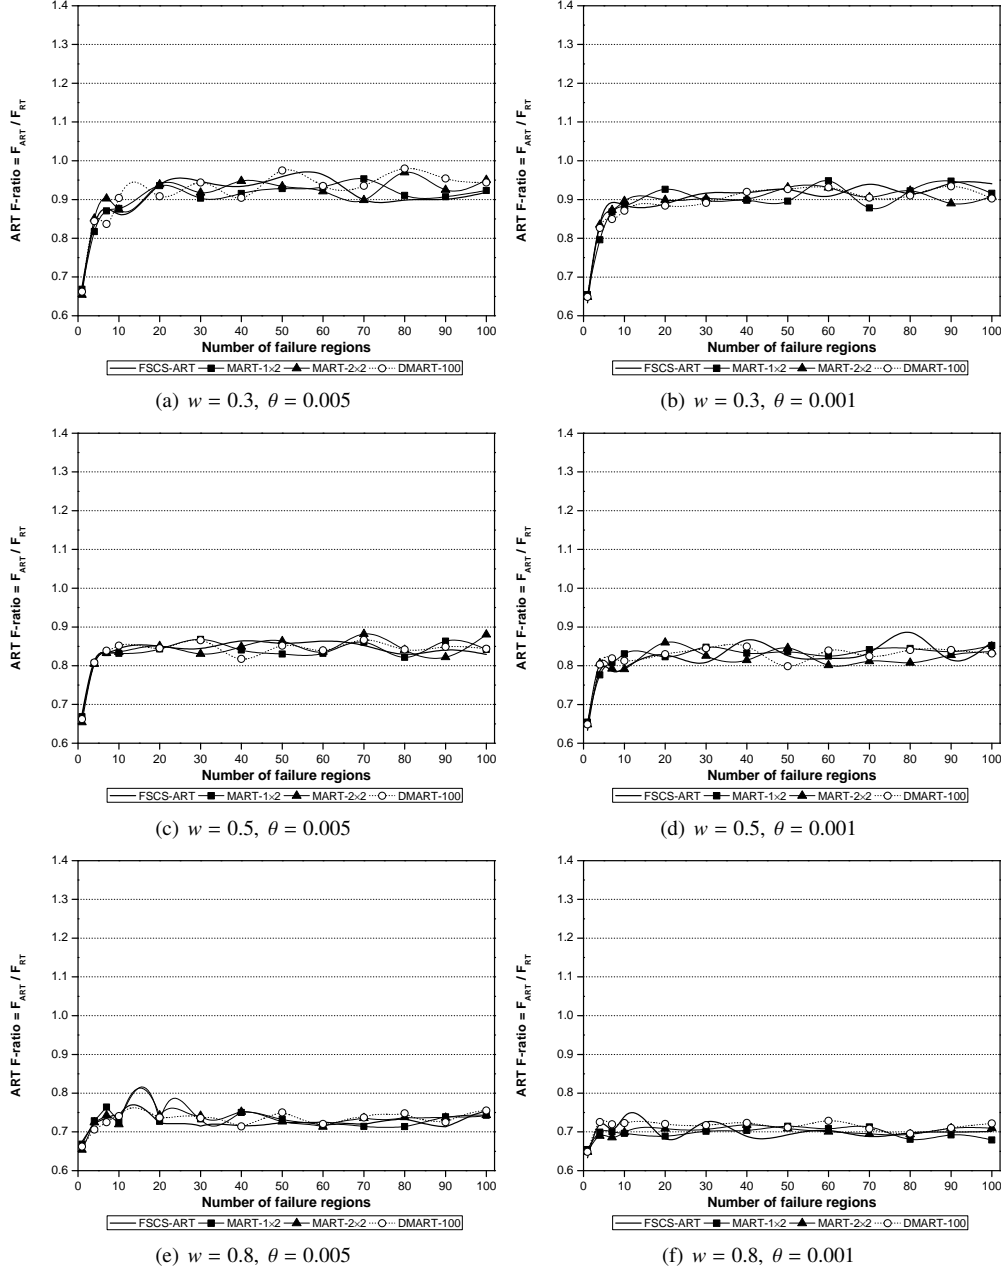 1.4 1.3 1.2 1.1 1.0 0.9 0.8 0.7 0.6
ART F-ratio = F_ART / F_RT
0 10 20 30 40 50 60 70 80 90 100
Number of failure regions
FSCS-ART MART-1×2 MART-2×2 DMART-100
(a) w = 0.3, θ = 0.005
1.4 1.3 1.2 1.1 1.0 0.9 0.8 0.7 0.6
ART F-ratio = F_ART / F_RT
0 10 20 30 40 50 60 70 80 90 100
Number of failure regions
FSCS-ART MART-1×2 MART-2×2 DMART-100
(b) w = 0.3, θ = 0.001
1.4 1.3 1.2 1.1 1.0 0.9 0.8 0.7 0.6
ART F-ratio = F_ART / F_RT
0 10 20 30 40 50 60 70 80 90 100
Number of failure regions
FSCS-ART MART-1×2 MART-2×2 DMART-100
(c) w = 0.5, θ = 0.005
1.4 1.3 1.2 1.1 1.0 0.9 0.8 0.7 0.6
ART F-ratio = F_ART / F_RT
0 10 20 30 40 50 60 70 80 90 100
Number of failure regions
FSCS-ART MART-1×2 MART-2×2 DMART-100
(d) w = 0.5, θ = 0.001
1.4 1.3 1.2 1.1 1.0 0.9 0.8 0.7 0.6
ART F-ratio = F_ART / F_RT
0 10 20 30 40 50 60 70 80 90 100
Number of failure regions
FSCS-ART MART-1×2 MART-2×2 DMART-100
(e) w = 0.8, θ = 0.005
1.4 1.3 1.2 1.1 1.0 0.9 0.8 0.7 0.6
ART F-ratio = F_ART / F_RT
0 10 20 30 40 50 60 70 80 90 100
Number of failure regions
FSCS-ART MART-1×2 MART-2×2 DMART-100
(f) w = 0.8, θ = 0.001